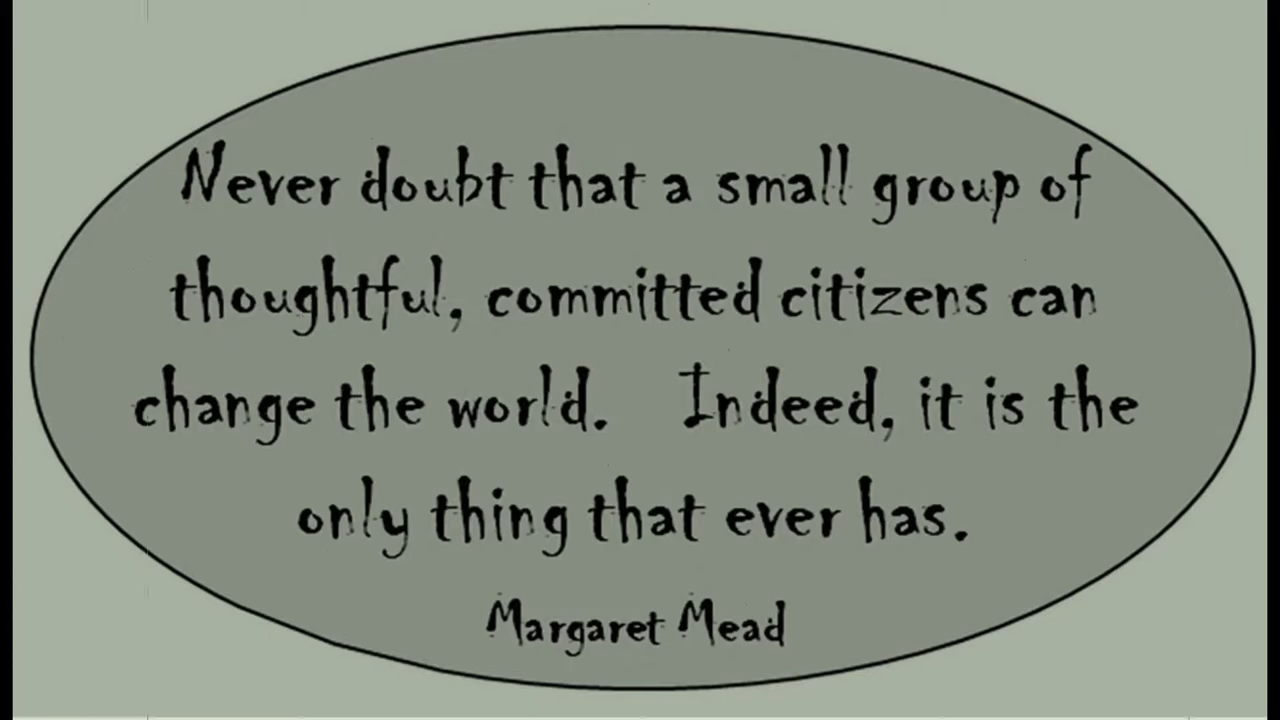 Never doubt that a small group of
thoughtful, committed citizens can
change the world. Indeed, it is the
only thing that ever has.
Margaret Mead